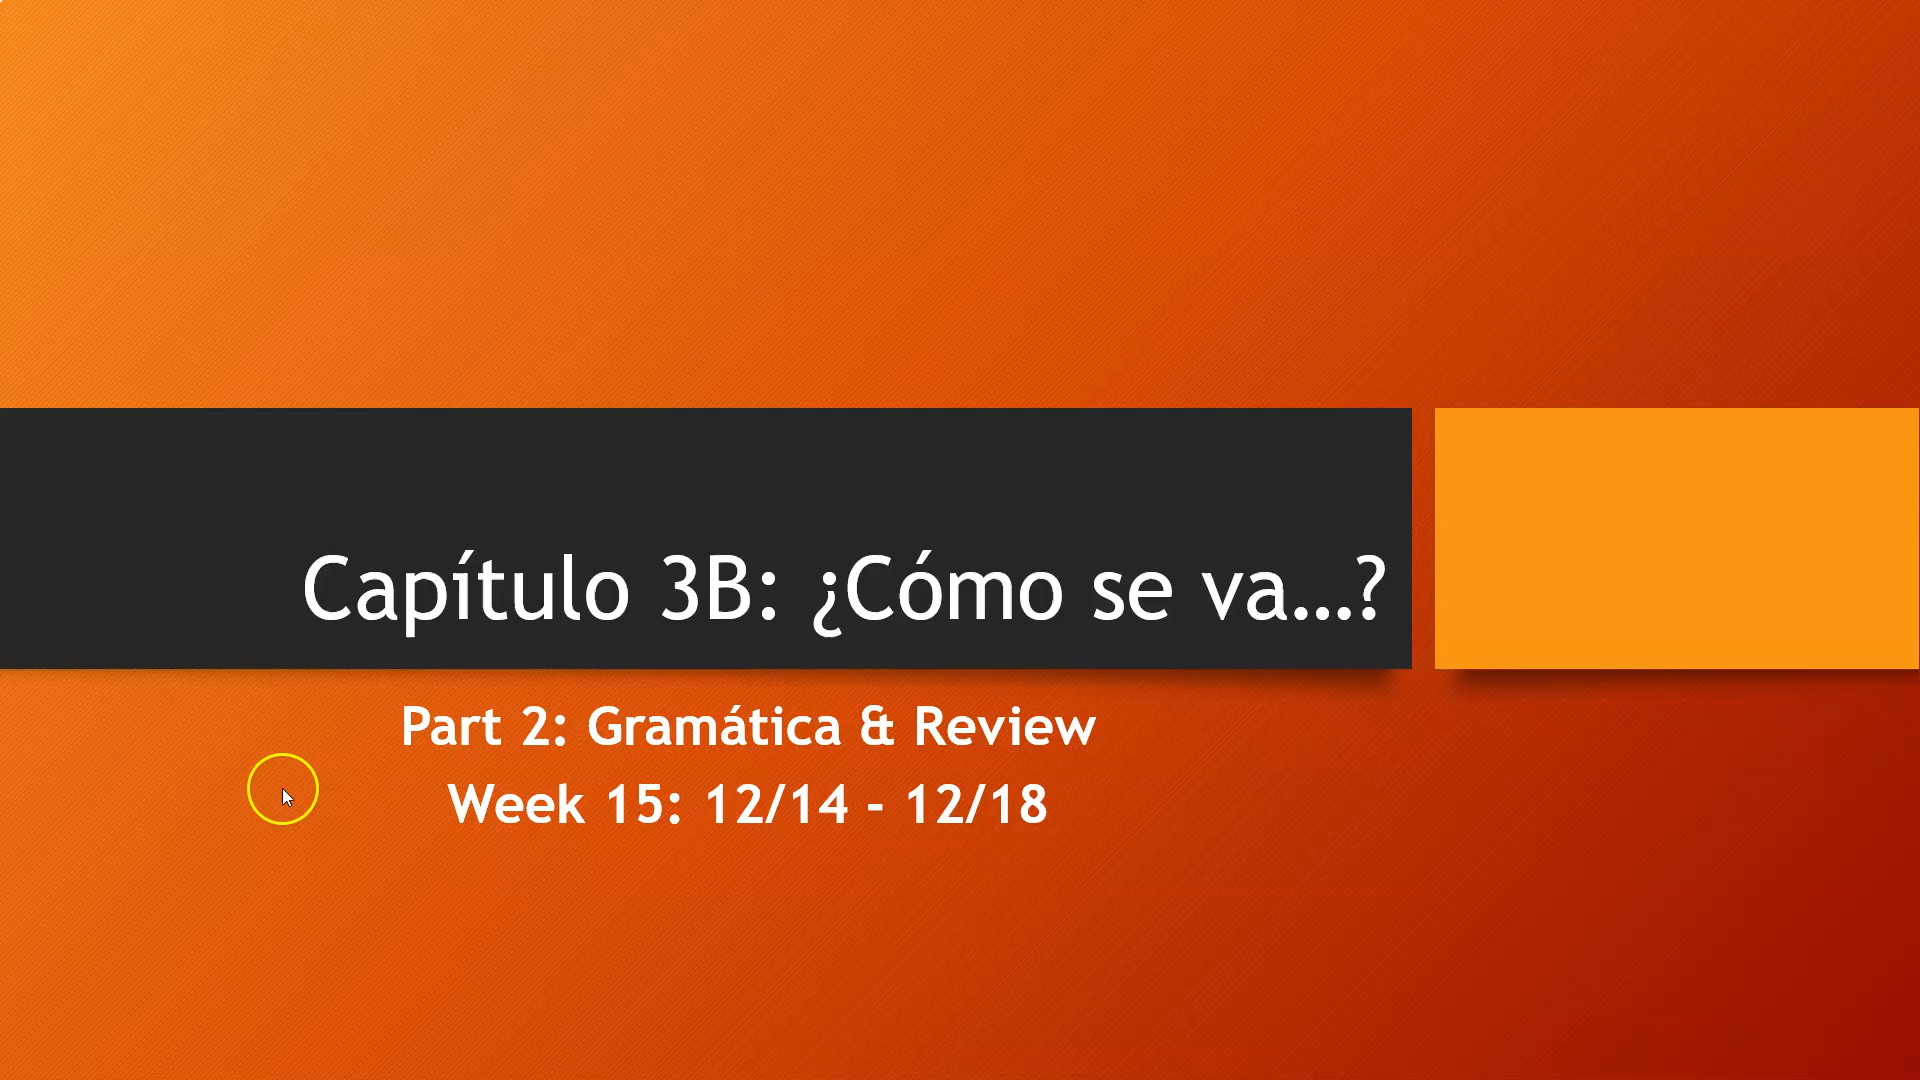 Capítulo 3B: ¿Cómo se va...?
Part 2: Gramática & Review
Week 15: 12/14 - 12/18